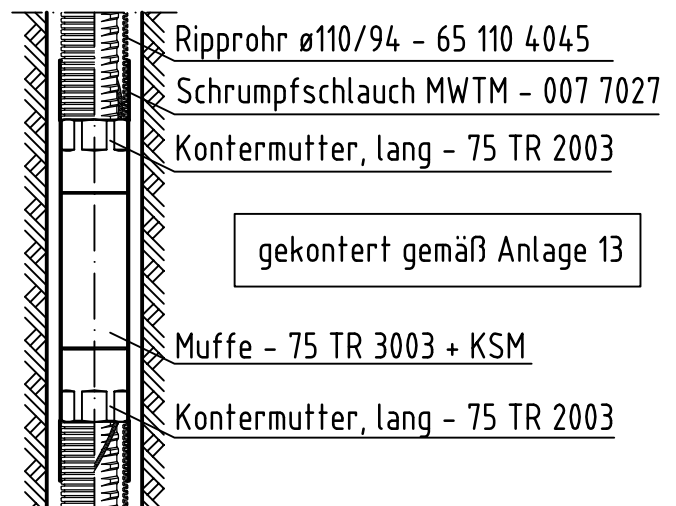 Ripprohr ø110/94 - 65 110 4045
Schrumpfschlauch MWTM - 007 7027
Kontermutter, lang - 75 TR 2003
gekontert gemäß Anlage 13
Muffe - 75 TR 3003 + KSM
Kontermutter, lang - 75 TR 2003